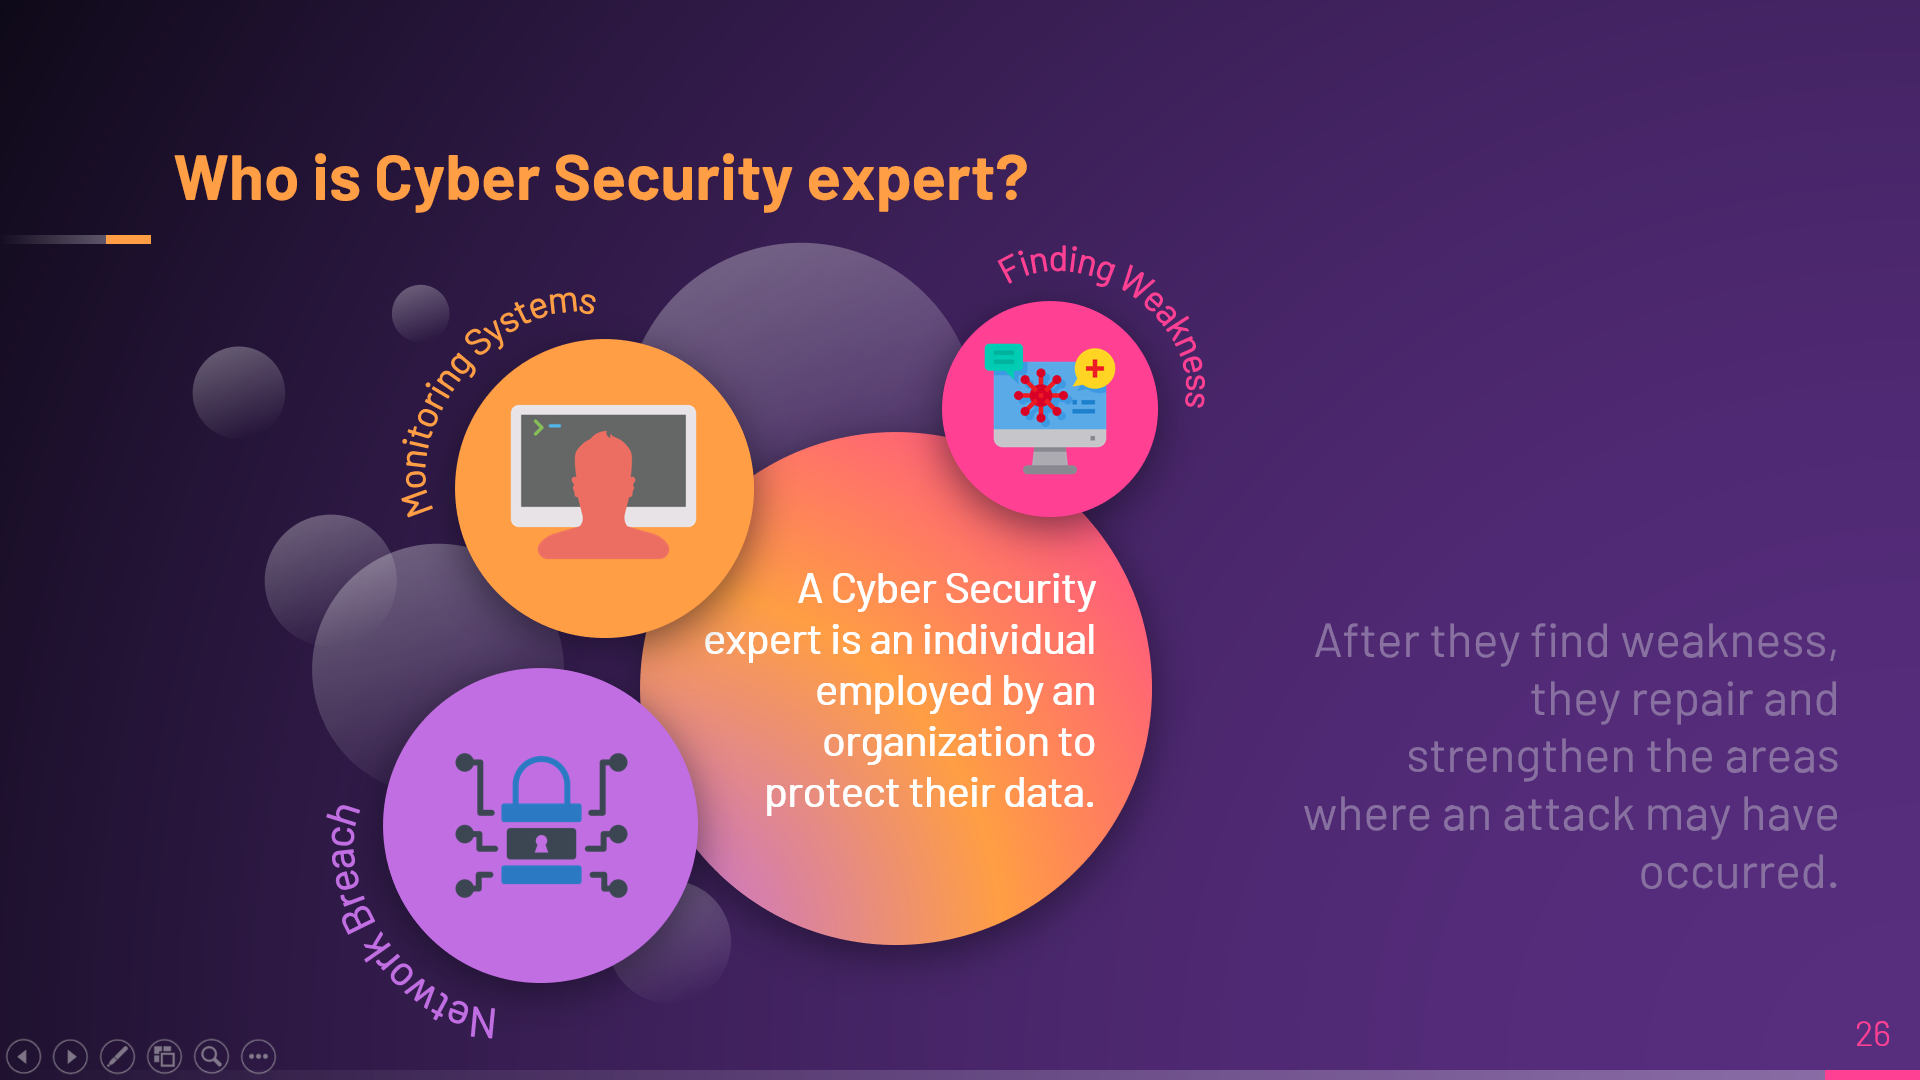 Who is Cyber Security expert?
Monitoring Systems
Finding Weakness
A Cyber Security
expert is an individual
employed by an
organization to
protect their data.
After they find weakness,
they repair and
strengthen the areas
where an attack may have
occurred.
Network Breach
26